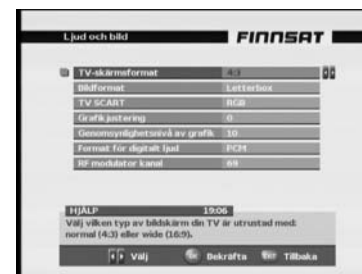 Ljud och bild
FINNSAT
TV-skärmsformat 4:3
Bildformat Letterbox
TV SCART RGB
Grafikjustering 0
Genomsynlighetsnivå av grafik 10
Format för digitalt ljud PCM
RF modulator kanal 69
HJÄLP 19:06
Välj vilken typ av bildskärm din TV är utrustad med:
normal (4:3) eller wide (16:9).
Välj OK Bekräfta EXIT Tillbaka